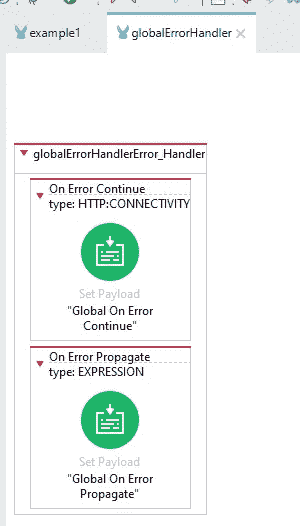 example1
globalErrorHandler
globalErrorHandlerError_Handler
On Error Continue
type: HTTP:CONNECTIVITY
Set Payload
"Global On Error
Continue"
On Error Propagate
type: EXPRESSION
Set Payload
"Global On Error
Propagate"